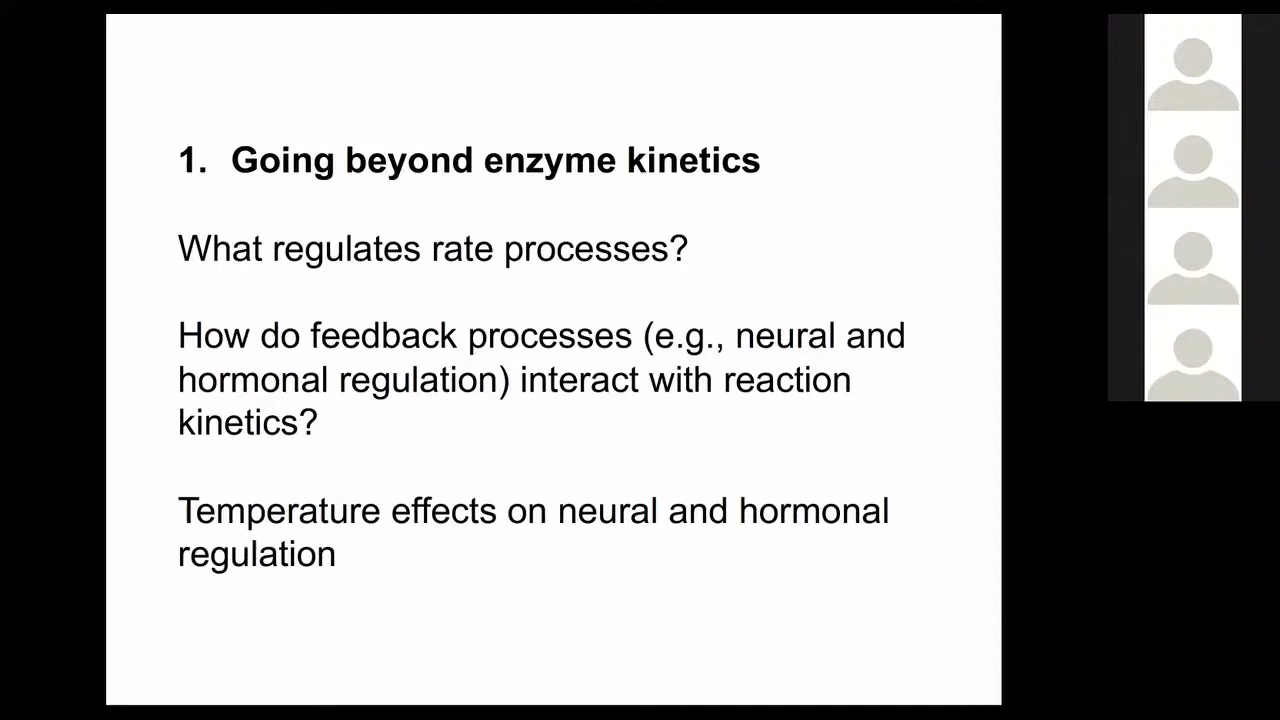 1. Going beyond enzyme kinetics
What regulates rate processes?
How do feedback processes (e.g., neural and
hormonal regulation) interact with reaction
kinetics?
Temperature effects on neural and hormonal
regulation